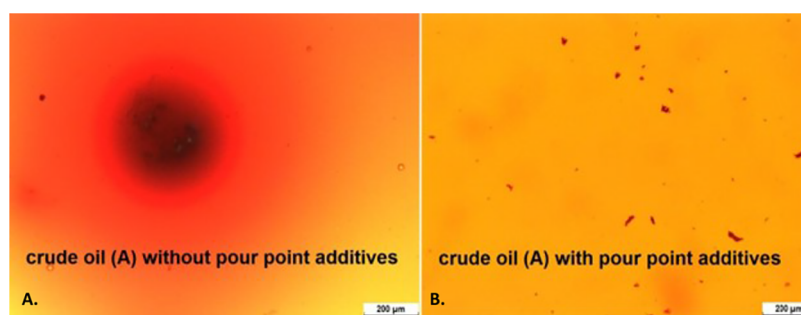 crude oil (A) without pour point additives
A.
200 µm
crude oil (A) with pour point additives
B.
200 µm